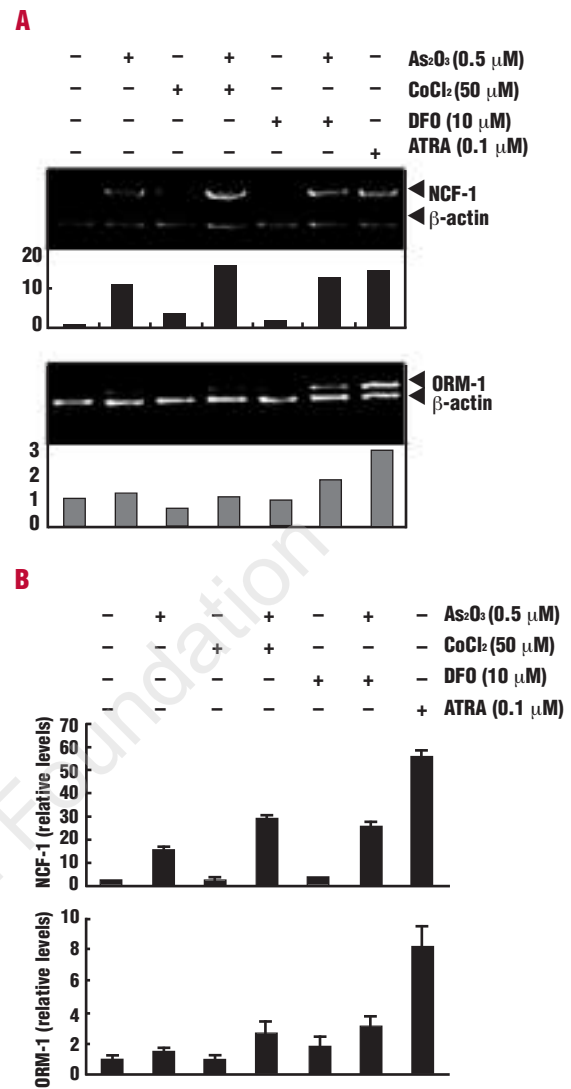 A
– + – + – + – As₂O₃ (0.5 μM)
– – + + – – – CoCl₂ (50 μM)
– – – – + + – DFO (10 μM)
– – – – – – + ATRA (0.1 μM)
NCF-1
β-actin
20
10
0
ORM-1
β-actin
3
2
1
0
B
– + – + – + – As₂O₃ (0.5 μM)
– – + + – – – CoCl₂ (50 μM)
– – – – + + – DFO (10 μM)
– – – – – – + ATRA (0.1 μM)
NCF-1 (relative levels)
70
60
50
30
20
10
0
ORM-1 (relative levels)
10
8
6
4
2
0
Foundation